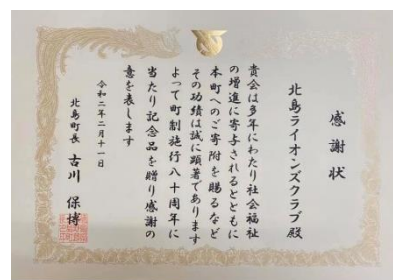 感謝状
北島ライオンズクラブ殿
貴会は多年にわたり社会福祉
の増進に寄与されるとともに
本町へのご寄附を賜るなど
その功績は誠に顕著であります
よって町制施行八十周年に
当たり記念品を贈り感謝の
意を表します
令和二年二月十一日
北島町長 古川 保博